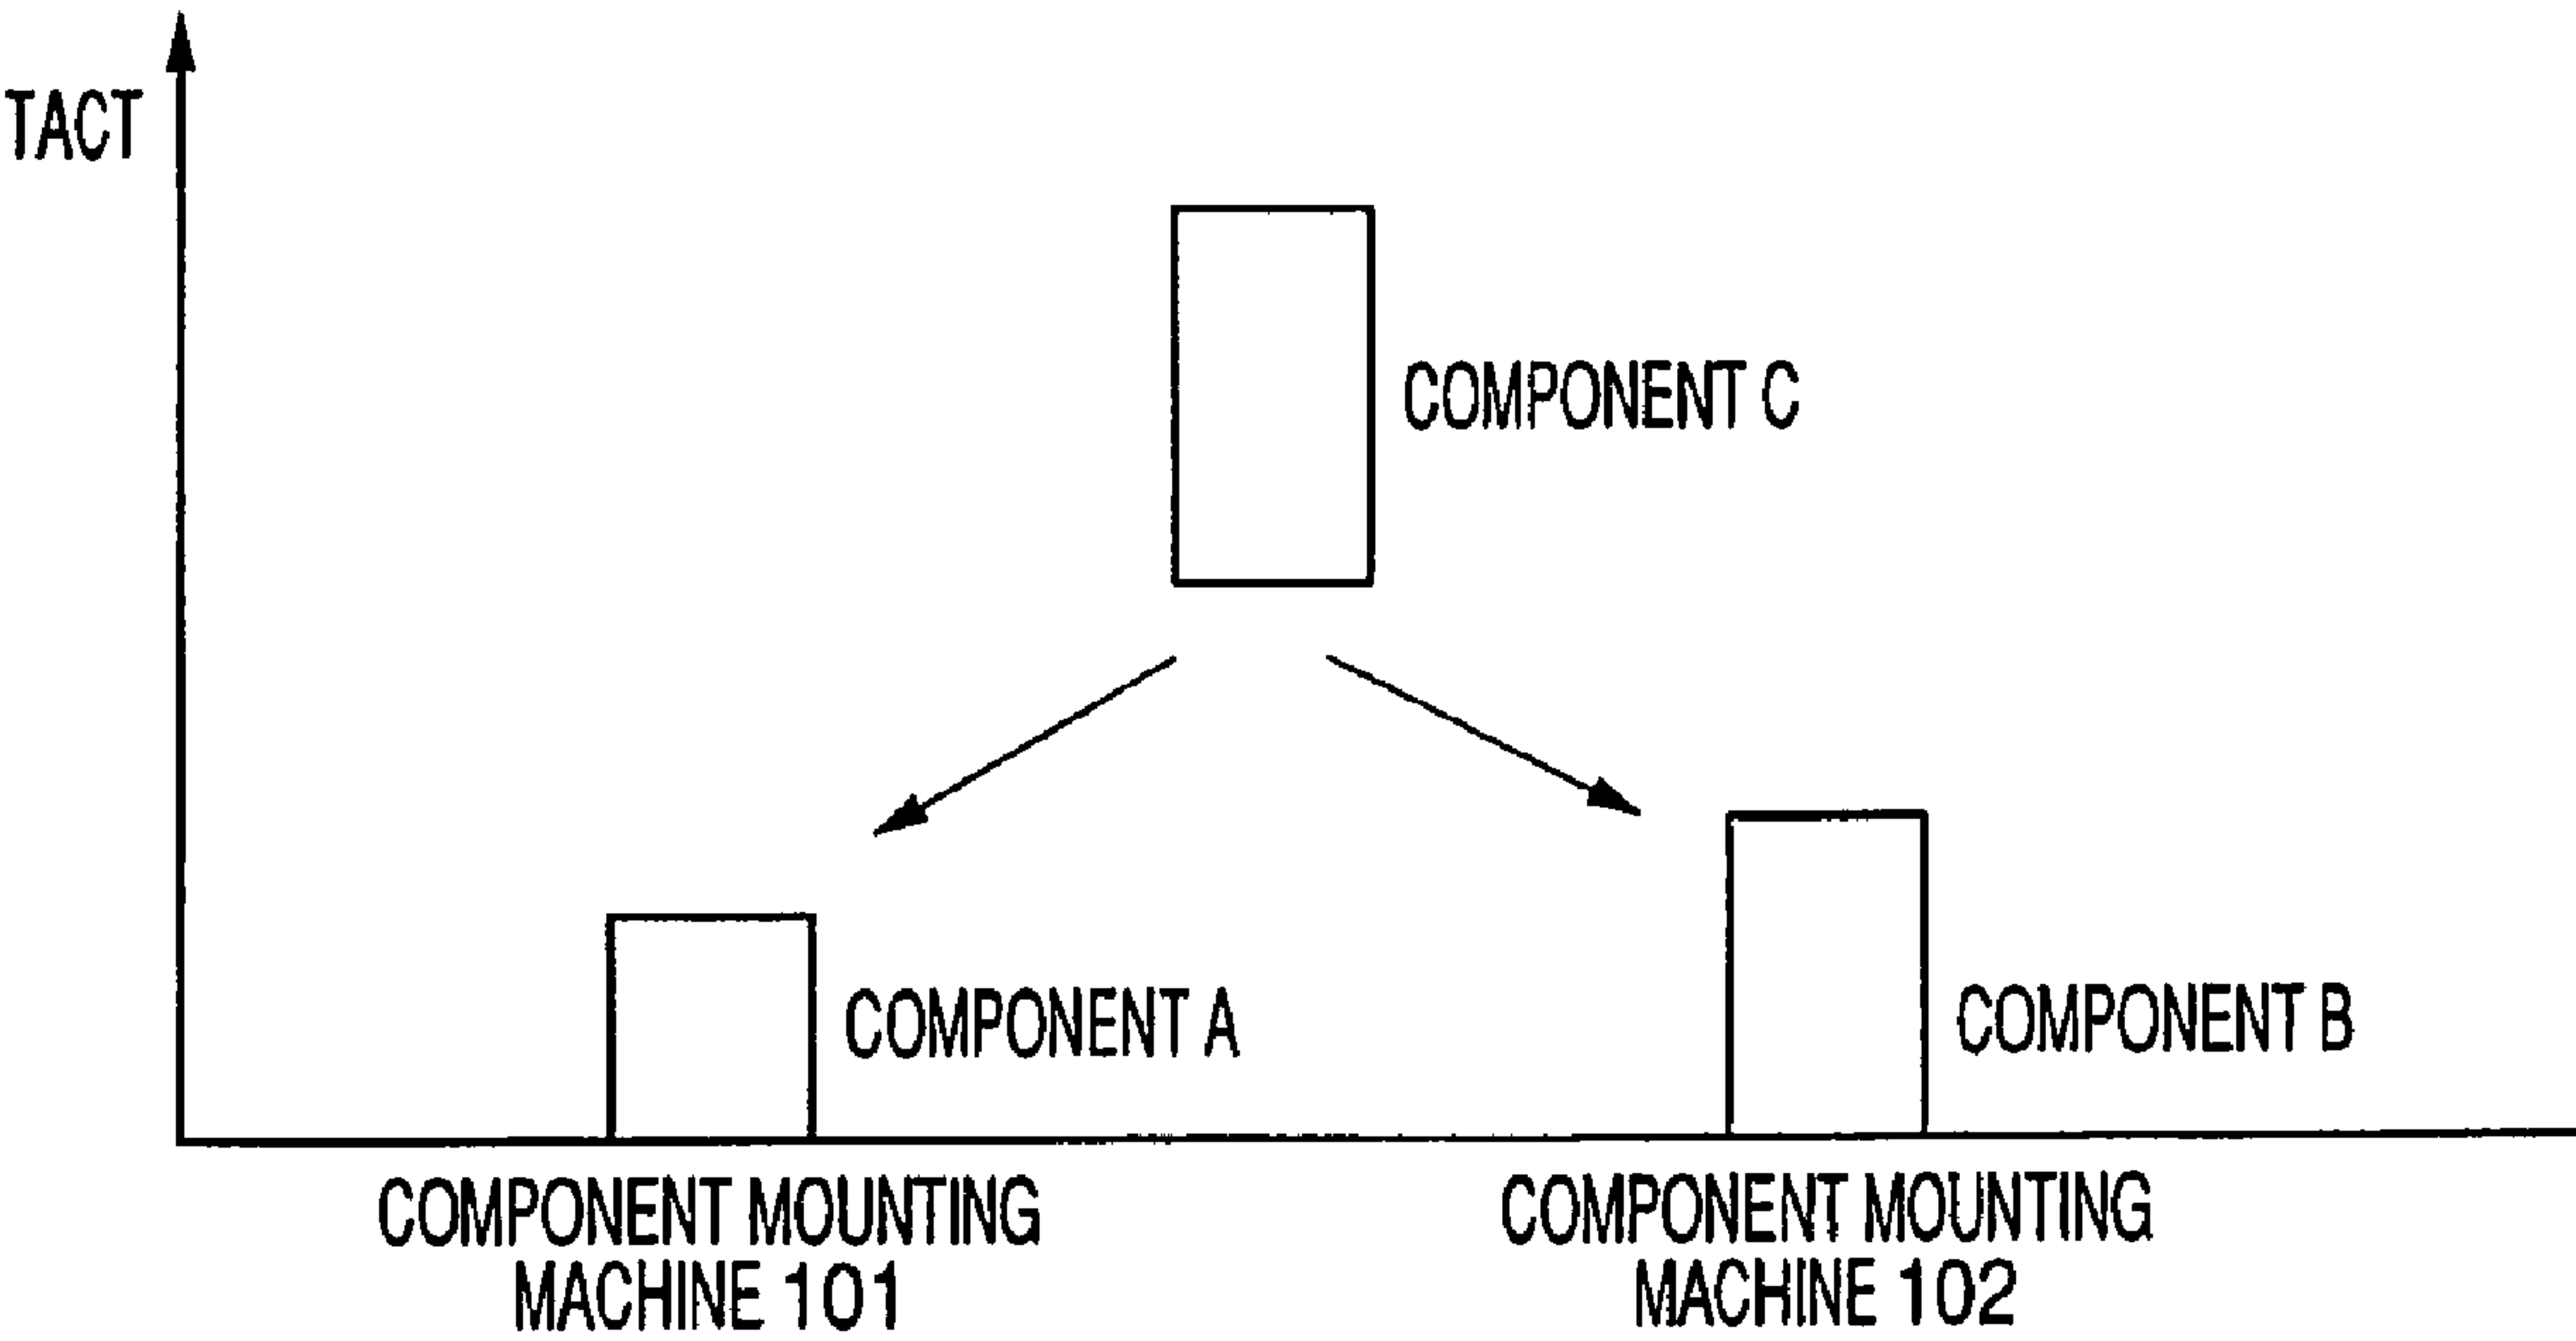 TACT
COMPONENT C
COMPONENT A
COMPONENT B
COMPONENT MOUNTING
MACHINE 101
COMPONENT MOUNTING
MACHINE 102